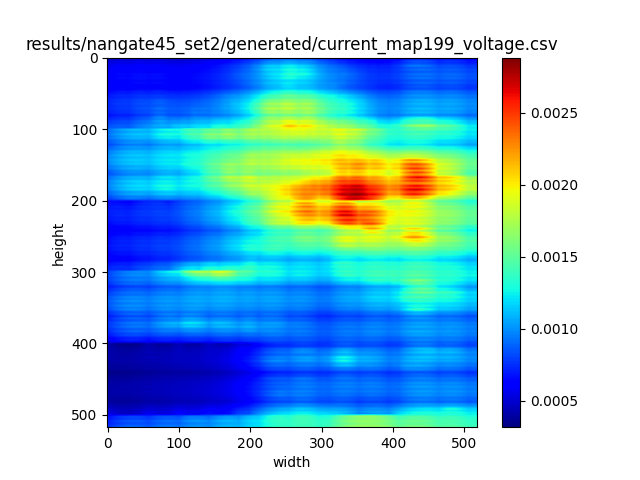 results/nangate45_set2/generated/current_map199_voltage.csv
0
100
200
300
400
500
height
0 100 200 300 400 500
width
0.0025
0.0020
0.0015
0.0010
0.0005